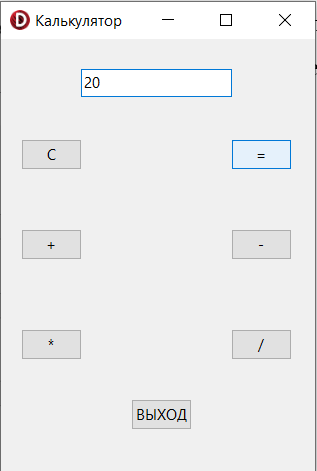 Калькулятор
20
C =
+ -
* /
ВЫХОД